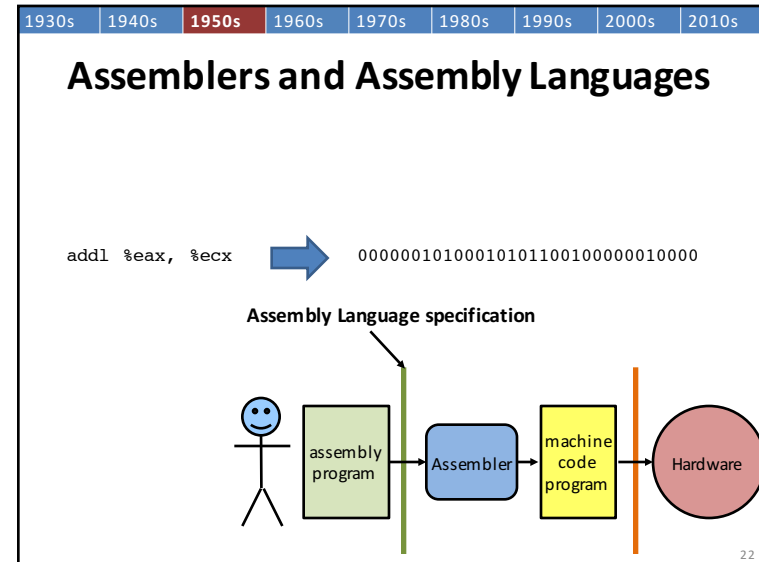 1930s 1940s 1950s 1960s 1970s 1980s 1990s 2000s 2010s
Assemblers and Assembly Languages
addl %eax, %ecx 00000010100010101100100000010000
Assembly Language specification
assembly
program
Assembler
machine
code
program
Hardware
22